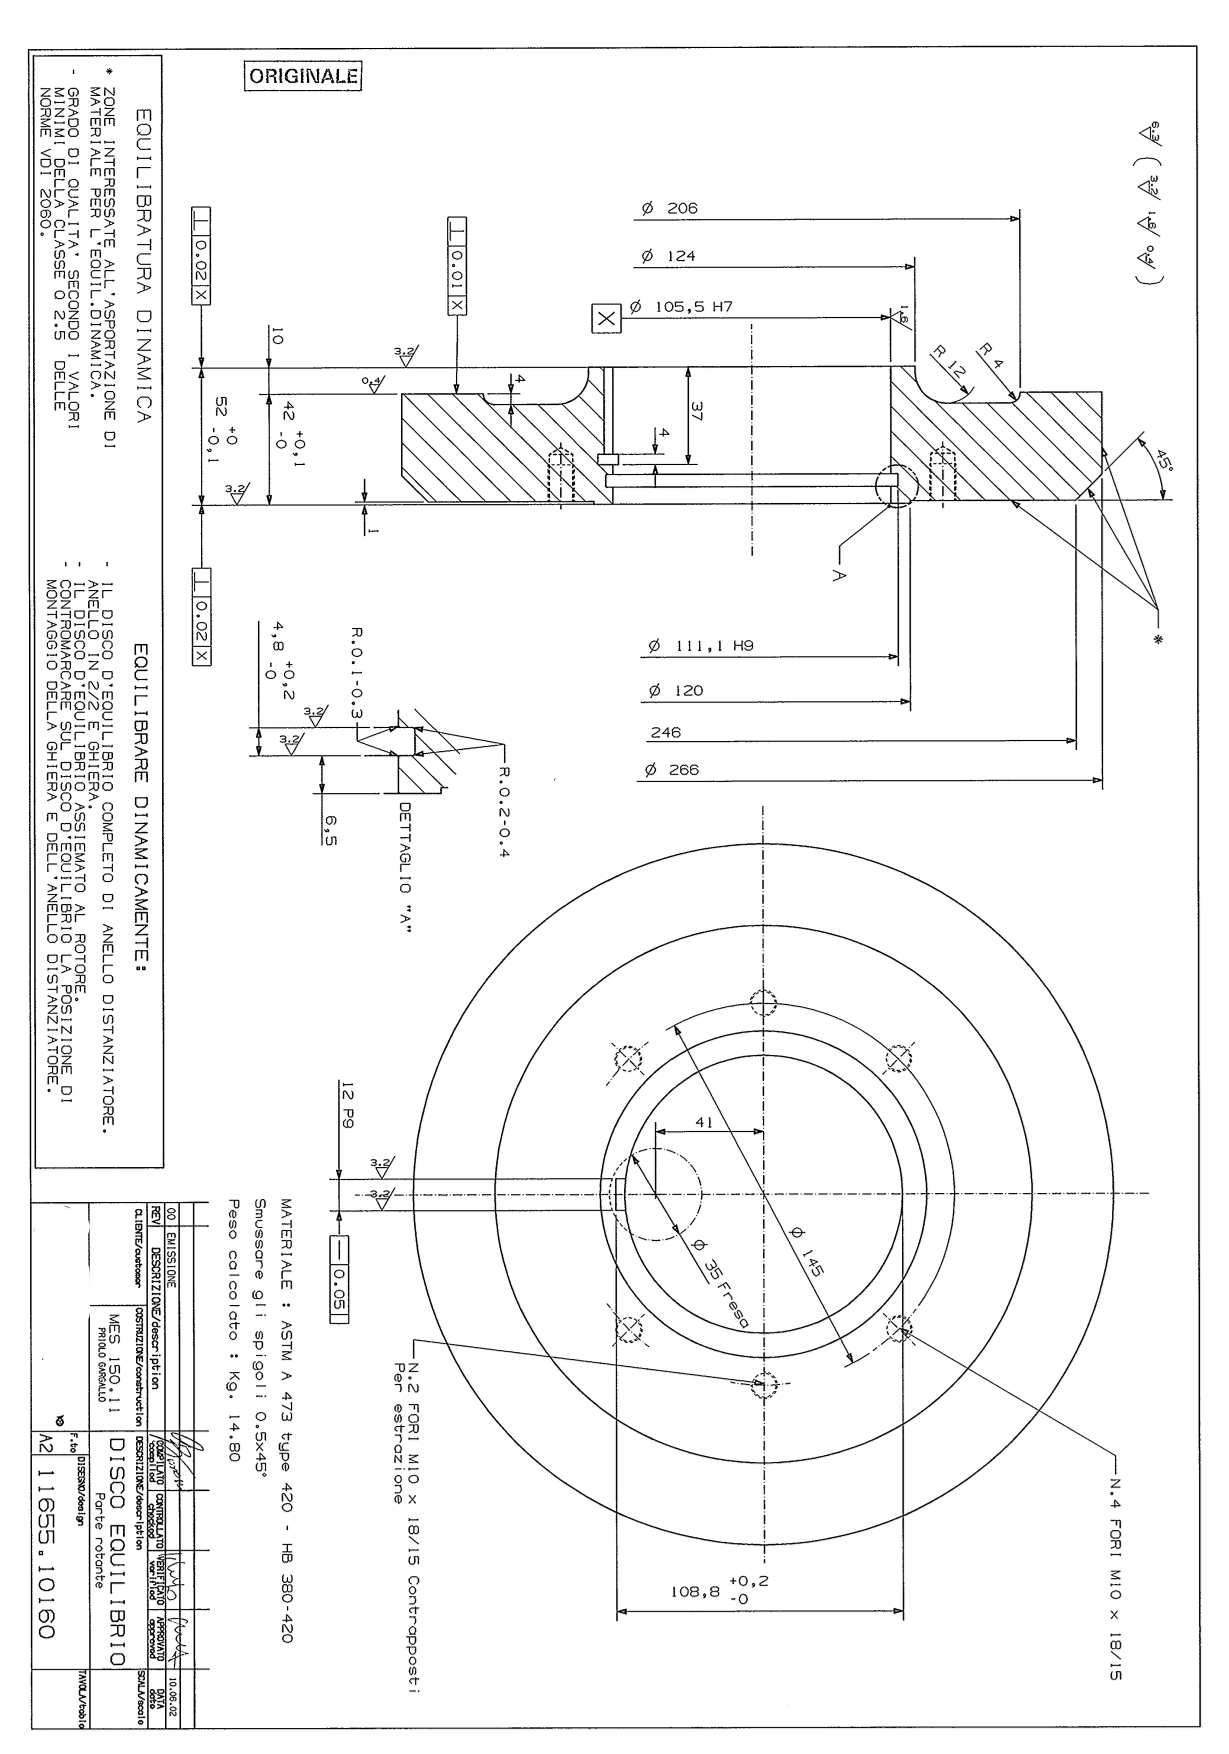 ORIGINALE
6.3/ ( 3.2/ 1.6/ 0.4/ )
EQUILIBRATURA DINAMICA
* ZONE INTERESSATE ALL'ASPORTAZIONE DI
MATERIALE PER L'EQUIL.DINAMICA.
- GRADO DI QUALITA' SECONDO I VALORI
MINIMI DELLA CLASSE Q 2.5 DELLE
NORME VDI 2060.
EQUILIBRARE DINAMICAMENTE:
- IL DISCO D'EQUILIBRIO COMPLETO DI ANELLO DISTANZIATORE.
ANELLO IN 2/2 E GHIERA.
- IL DISCO D'EQUILIBRIO ASSIEMATO AL ROTORE.
- CONTROMARCARE SUL DISCO D'EQUILIBRIO LA POSIZIONE DI
MONTAGGIO DELLA GHIERA E DELL'ANELLO DISTANZIATORE.
Ø 206
Ø 124
X
Ø 105,5 H7
1.6
R 12
R 4
45°
*
⊥ 0.02 X
⊥ 0.01 X
10
3.2
0.4
4
37
4
52 +0 -0,1
42 +0,1 -0
3.2
1
⊥ 0.02 X
A
Ø 111,1 H9
Ø 120
246
Ø 266
4,8 +0,2 -0
R.0.1-0.3
3.2
3.2
R.0.2-0.4
6,5
DETTAGLIO "A"
12 P9
3.2
3.2
— 0.05
41
Ø 35 Fresa
Ø 145
108,8 +0,2 -0
N.2 FORI M10 x 18/15 Contrapposti
Per estrazione
N.4 FORI M10 x 18/15
MATERIALE : ASTM A 473 type 420 - HB 380-420
Smussare gli spigoli 0.5x45°
Peso calcolato : Kg. 14.80
00 EMISSIONE 10.06.02
REV DESCRIZIONE/description COMPILATO compiled CONTROLLATO checked VERIFICATO verified APPROVATO approved DATA date
CLIENTE/customer COSTRUZIONE/construction DESCRIZIONE/description SCALA/scale
MES 150.11
PRIOLO GARGALLO
DISCO EQUILIBRIO
Parte rotante
F.to DISEGNO/design TAVOLA/table
A2 11655.10160